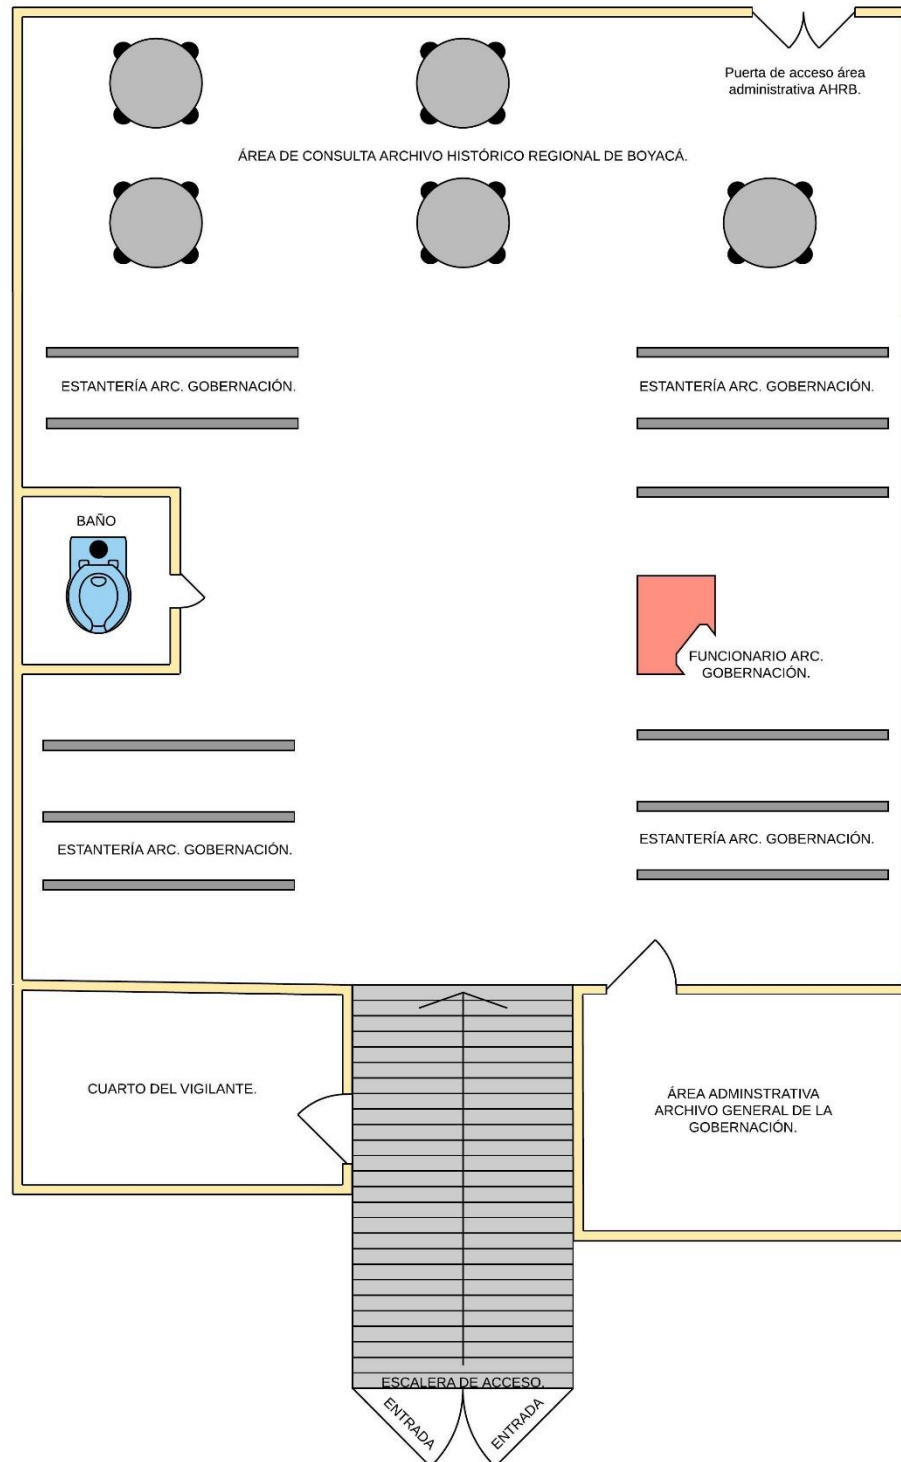 Puerta de acceso área
administrativa AHRB.
ÁREA DE CONSULTA ARCHIVO HISTÓRICO REGIONAL DE BOYACÁ.
ESTANTERÍA ARC. GOBERNACIÓN.
ESTANTERÍA ARC. GOBERNACIÓN.
BAÑO
FUNCIONARIO ARC.
GOBERNACIÓN.
ESTANTERÍA ARC. GOBERNACIÓN.
ESTANTERÍA ARC. GOBERNACIÓN.
CUARTO DEL VIGILANTE.
ÁREA ADMINSTRATIVA
ARCHIVO GENERAL DE LA
GOBERNACIÓN.
ESCALERA DE ACCESO.
ENTRADA
ENTRADA